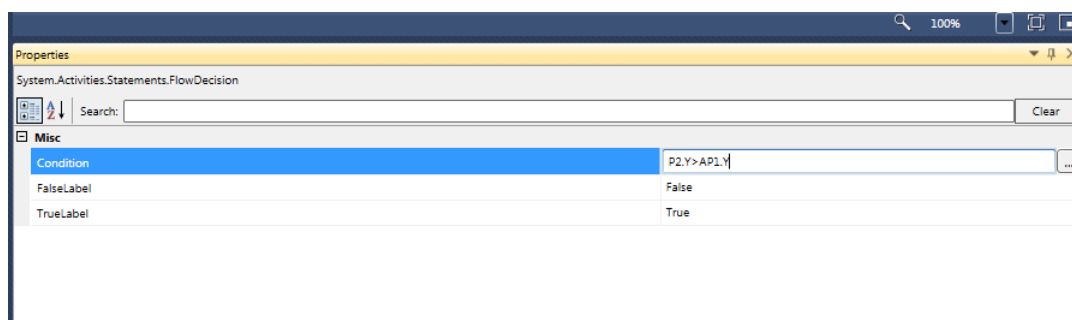 100%
Properties
System.Activities.Statements.FlowDecision
A Z Search: Clear
Misc
Condition P2.Y>AP1.Y ...
FalseLabel False
TrueLabel True